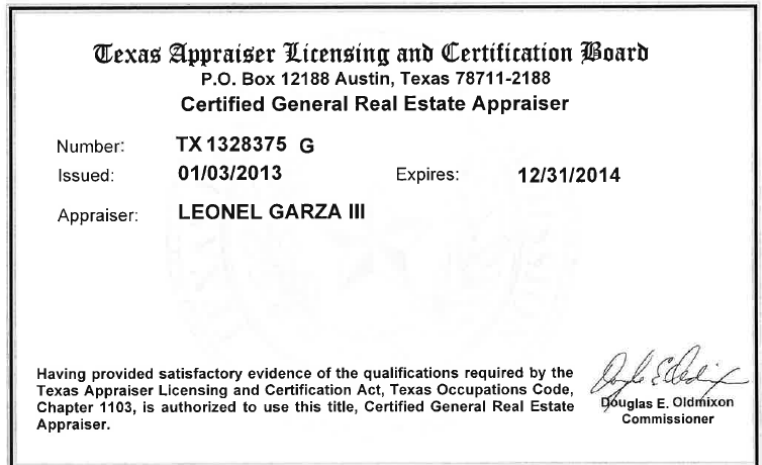 Texas Appraiser Licensing and Certification Board
P.O. Box 12188 Austin, Texas 78711-2188
Certified General Real Estate Appraiser
Number: TX 1328375 G
Issued: 01/03/2013 Expires: 12/31/2014
Appraiser: LEONEL GARZA III
Having provided satisfactory evidence of the qualifications required by the
Texas Appraiser Licensing and Certification Act, Texas Occupations Code,
Chapter 1103, is authorized to use this title, Certified General Real Estate
Appraiser.
Douglas E. Oldmixon
Commissioner